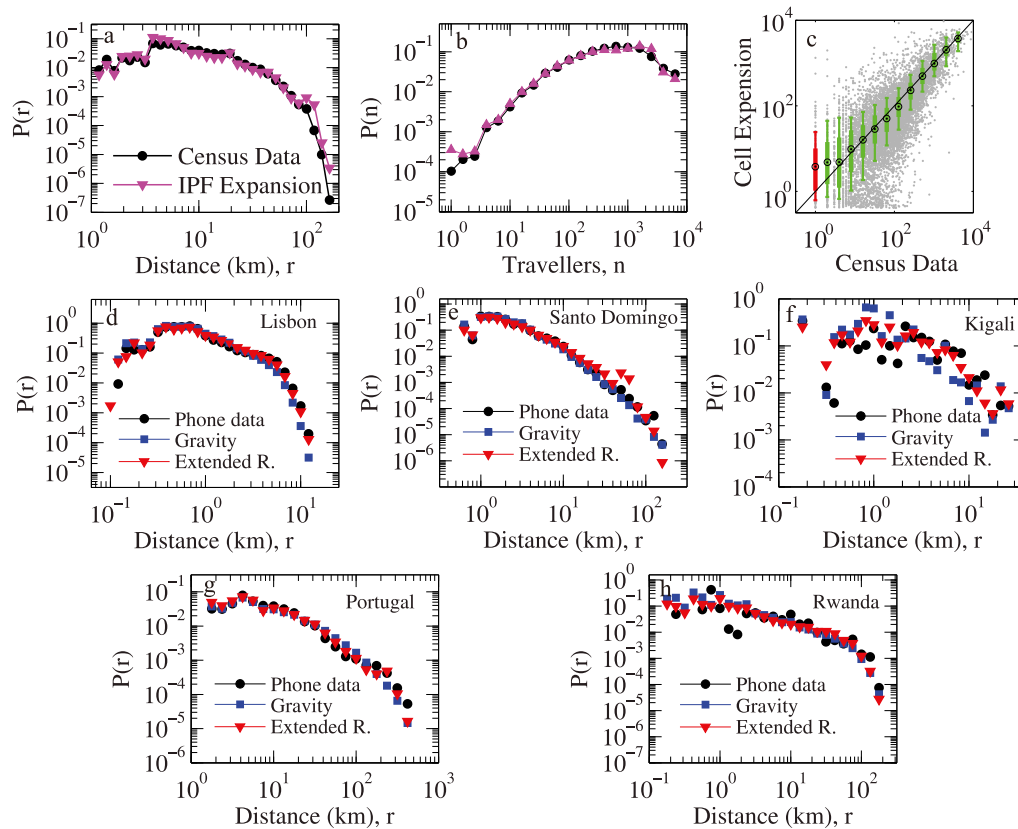 a
P(r)
10^0
10^-1
10^-2
10^-3
10^-4
10^-5
10^-6
10^-7
Census Data
IPF Expansion
10^0
10^1
10^2
Distance (km), r
b
P(n)
10^0
10^-1
10^-2
10^-3
10^-4
10^-5
10^0
10^1
10^2
10^3
10^4
Travellers, n
c
Cell Expension
10^4
10^2
10^0
10^0
10^2
10^4
Census Data
d
Lisbon
P(r)
10^0
10^-1
10^-2
10^-3
10^-4
10^-5
Phone data
Gravity
Extended R.
10^-1
10^0
10^1
Distance (km), r
e
Santo Domingo
P(r)
10^0
10^-1
10^-2
10^-3
10^-4
10^-5
10^-6
Phone data
Gravity
Extended R.
10^0
10^1
10^2
Distance (km), r
f
Kigali
P(r)
10^0
10^-1
10^-2
10^-3
10^-4
Phone data
Gravity
Extended R.
10^-1
10^0
10^1
Distance (km), r
g
Portugal
P(r)
10^-1
10^-2
10^-3
10^-4
10^-5
10^-6
Phone data
Gravity
Extended R.
10^0
10^1
10^2
10^3
Distance (km), r
h
Rwanda
P(r)
10^0
10^-1
10^-2
10^-3
10^-4
10^-5
10^-6
10^-7
Phone data
Gravity
Extended R.
10^-1
10^0
10^1
10^2
Distance (km), r